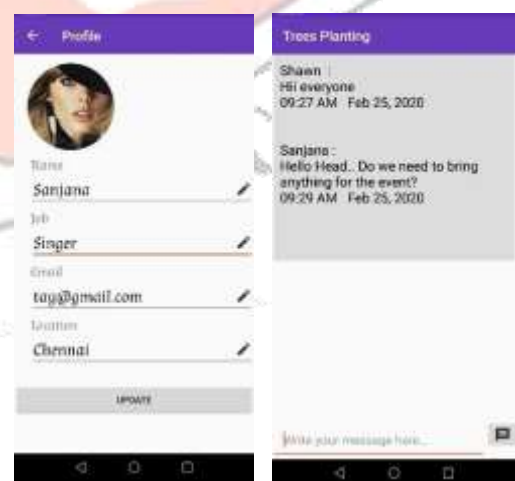 Profile
Name
Sanjana
Job
Singer
Email
tay@gmail.com
Location
Chennai
UPDATE
Trees Planting
Shawn :
Hii everyone
09:27 AM Feb 25, 2020
Sanjana :
Hello Head.. Do we need to bring
anything for the event?
09:29 AM Feb 25, 2020
Write your message here...